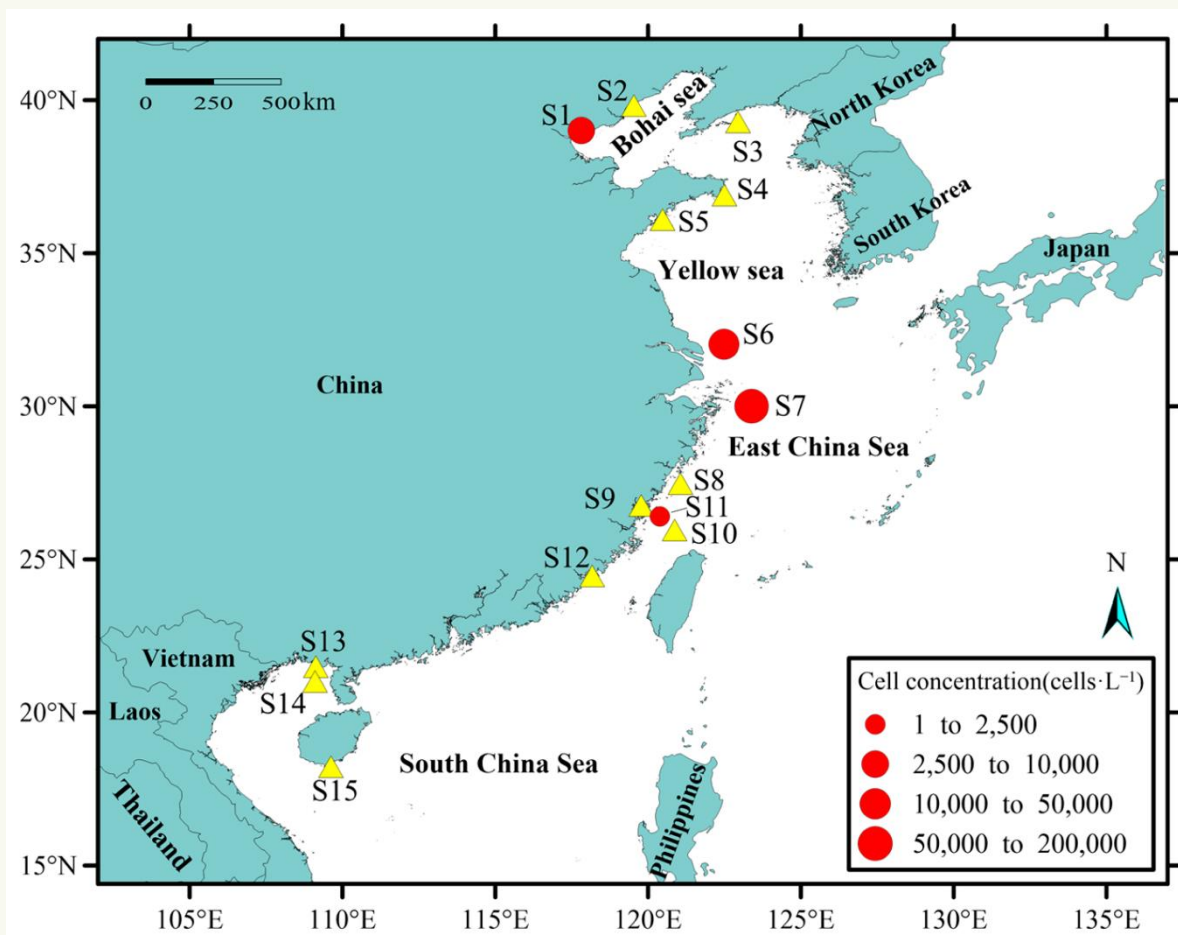 0 250 500 km
40°N
35°N
30°N
25°N
20°N
15°N
S1
S2
Bohai sea
S3
North Korea
S4
S5
South Korea
Yellow sea
Japan
S6
China
S7
East China Sea
S8
S9
S11
S10
S12
N
S13
Vietnam
S14
Laos
South China Sea
S15
Thailand
Philippines
Cell concentration(cells·L⁻¹)
1 to 2,500
2,500 to 10,000
10,000 to 50,000
50,000 to 200,000
105°E 110°E 115°E 120°E 125°E 130°E 135°E